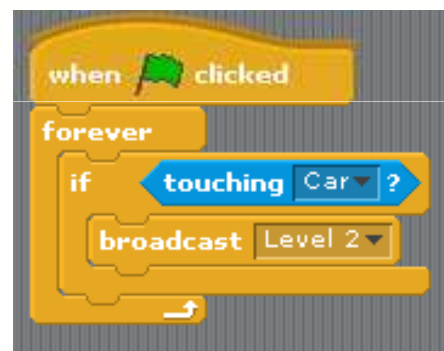 when clicked
forever
if touching Car ?
broadcast Level 2